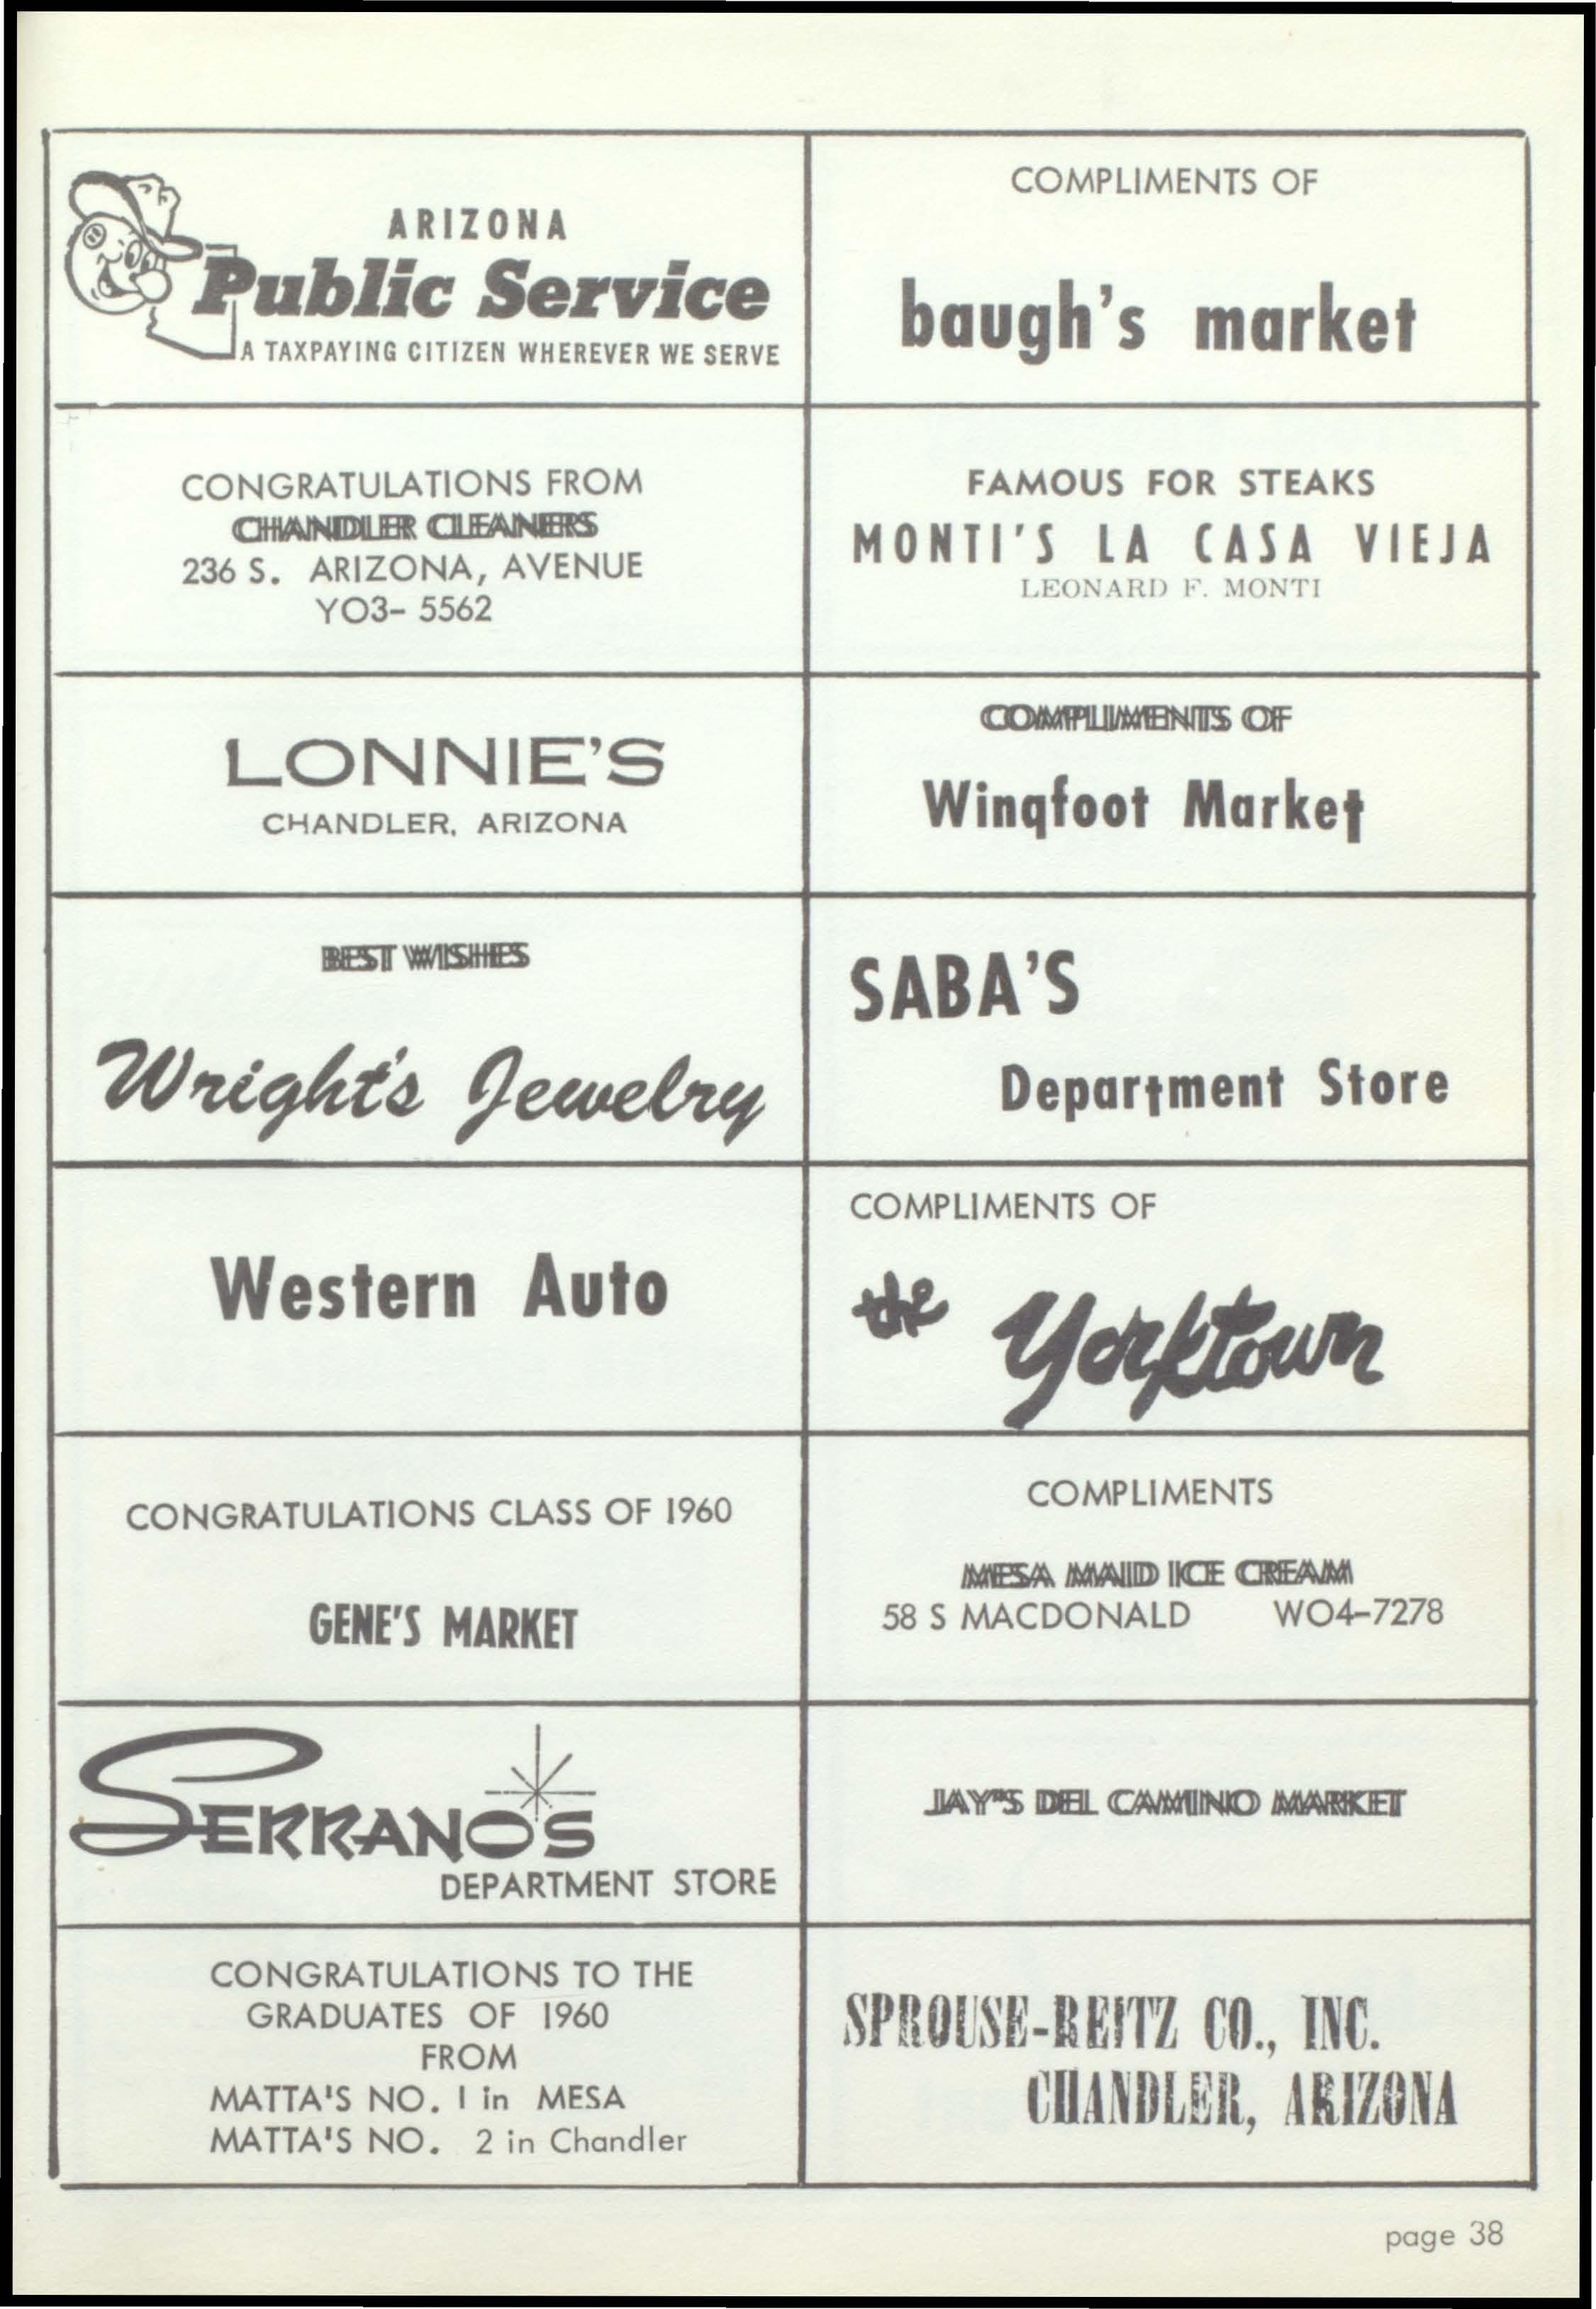 ARIZONA
Public Service
A TAXPAYING CITIZEN WHEREVER WE SERVE
COMPLIMENTS OF
baugh's market
CONGRATULATIONS FROM
CHANDLER CLEANERS
236 S. ARIZONA, AVENUE
YO3- 5562
FAMOUS FOR STEAKS
MONTI'S LA CASA VIEJA
LEONARD F. MONTI
LONNIE'S
CHANDLER, ARIZONA
COMPLIMENTS OF
Wingfoot Market
BEST WISHES
Wright's Jewelry
SABA'S
Department Store
Western Auto
COMPLIMENTS OF
the Yorktown
CONGRATULATIONS CLASS OF 1960
GENE'S MARKET
COMPLIMENTS
MESA MAID ICE CREAM
58 S MACDONALD WO4-7278
SERRANO'S
DEPARTMENT STORE
JAY'S DEL CAMINO MARKET
CONGRATULATIONS TO THE
GRADUATES OF 1960
FROM
MATTA'S NO. 1 in MESA
MATTA'S NO. 2 in Chandler
SPROUSE-REITZ CO., INC.
CHANDLER, ARIZONA
page 38